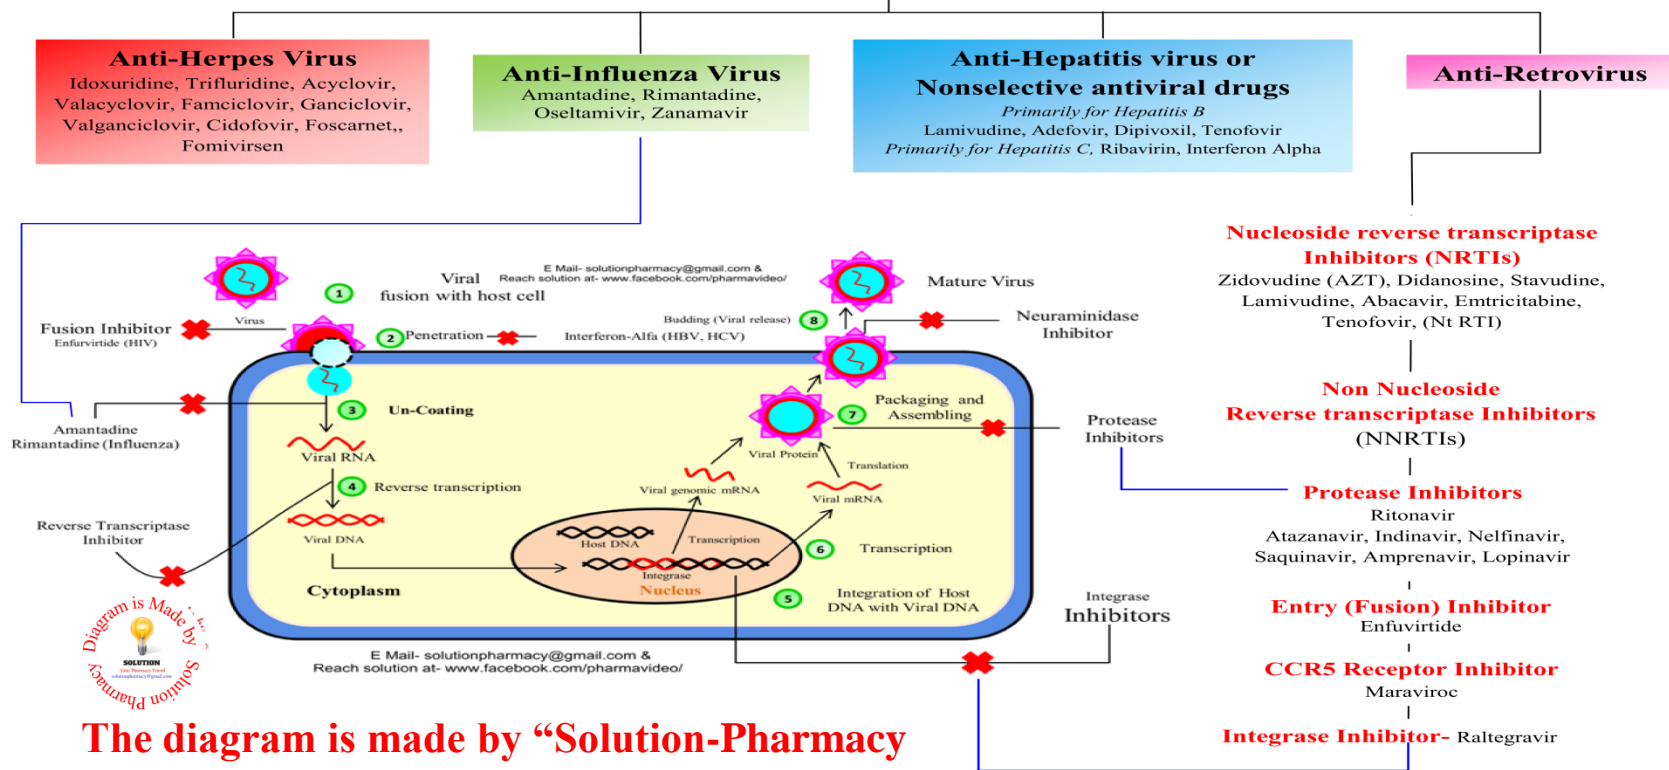 Anti-Herpes Virus
Idoxuridine, Trifluridine, Acyclovir,
Valacyclovir, Famciclovir, Ganciclovir,
Valganciclovir, Cidofovir, Foscarnet,,
Fomivirsen
Anti-Influenza Virus
Amantadine, Rimantadine,
Oseltamivir, Zanamavir
Anti-Hepatitis virus or
Nonselective antiviral drugs
Primarily for Hepatitis B
Lamivudine, Adefovir, Dipivoxil, Tenofovir
Primarily for Hepatitis C, Ribavirin, Interferon Alpha
Anti-Retrovirus
Nucleoside reverse transcriptase
Inhibitors (NRTIs)
Zidovudine (AZT), Didanosine, Stavudine,
Lamivudine, Abacavir, Emtricitabine,
Tenofovir, (Nt RTI)
Non Nucleoside
Reverse transcriptase Inhibitors
(NNRTIs)
Protease Inhibitors
Ritonavir
Atazanavir, Indinavir, Nelfinavir,
Saquinavir, Amprenavir, Lopinavir
Entry (Fusion) Inhibitor
Enfuvirtide
CCR5 Receptor Inhibitor
Maraviroc
Integrase Inhibitor- Raltegravir
E Mail- solutionpharmacy@gmail.com &
Reach solution at- www.facebook.com/pharmavideo/
Virus
1
Viral
fusion with host cell
Mature Virus
Fusion Inhibitor
Enfurvirtide (HIV)
2
Penetration
Interferon-Alfa (HBV, HCV)
Budding (Viral release)
8
Neuraminidase
Inhibitor
Amantadine
Rimantadine (Influenza)
3
Un-Coating
Viral RNA
4
Reverse transcription
Viral DNA
Reverse Transcriptase
Inhibitor
Cytoplasm
7
Packaging and
Assembling
Viral Protein
Protease
Inhibitors
Translation
Viral genomic mRNA
Viral mRNA
Host DNA
Transcription
Integrase
Nucleus
6
Transcription
5
Integration of Host
DNA with Viral DNA
Integrase
Inhibitors
E Mail- solutionpharmacy@gmail.com &
Reach solution at- www.facebook.com/pharmavideo/
Diagram is Made by
Solution Pharmacy
SOLUTION
Your Pharmacy Friend
solutionpharmacy@gmail.com
The diagram is made by “Solution-Pharmacy